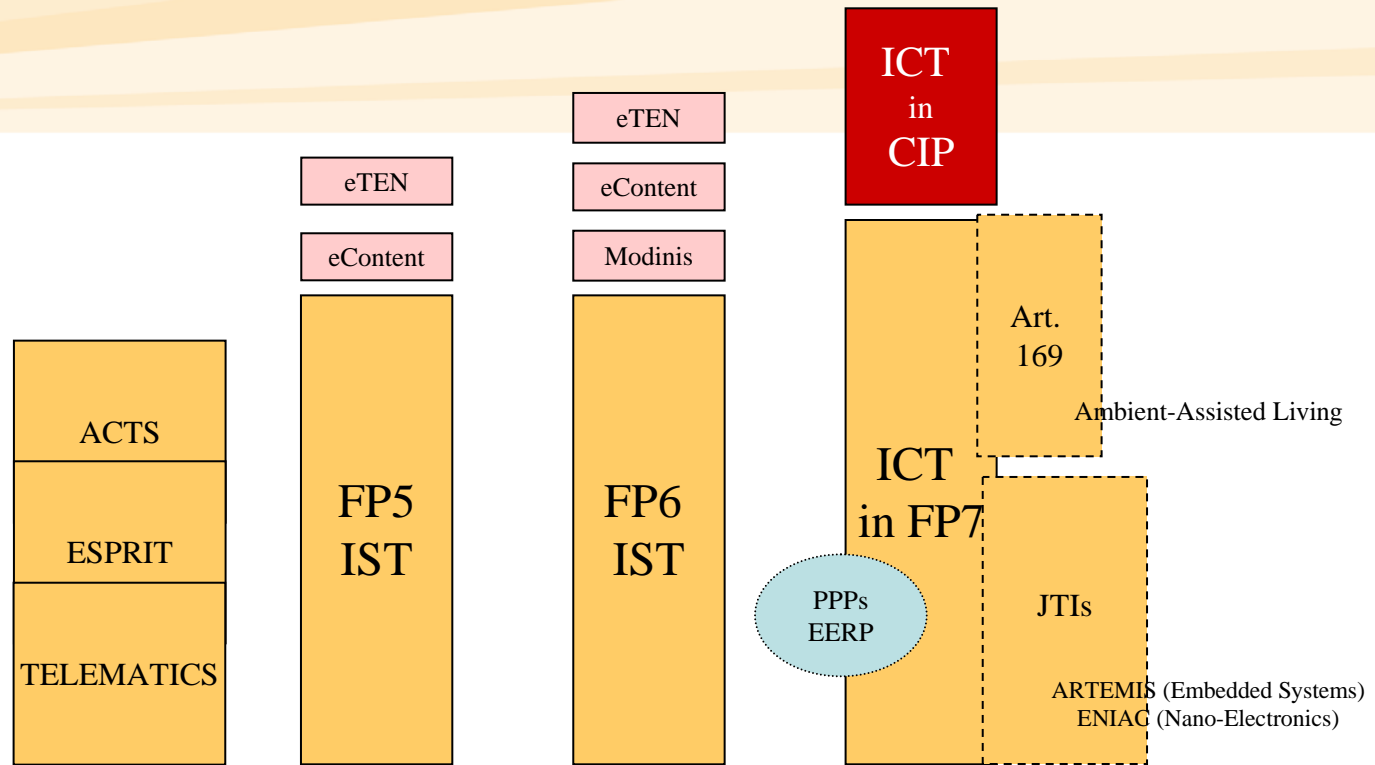 ACTS
ESPRIT
TELEMATICS
eTEN
eContent
FP5
IST
eTEN
eContent
Modinis
FP6
IST
ICT
in
CIP
ICT
in FP7
PPPs
EERP
Art.
169
Ambient-Assisted Living
JTIs
ARTEMIS (Embedded Systems)
ENIAC (Nano-Electronics)